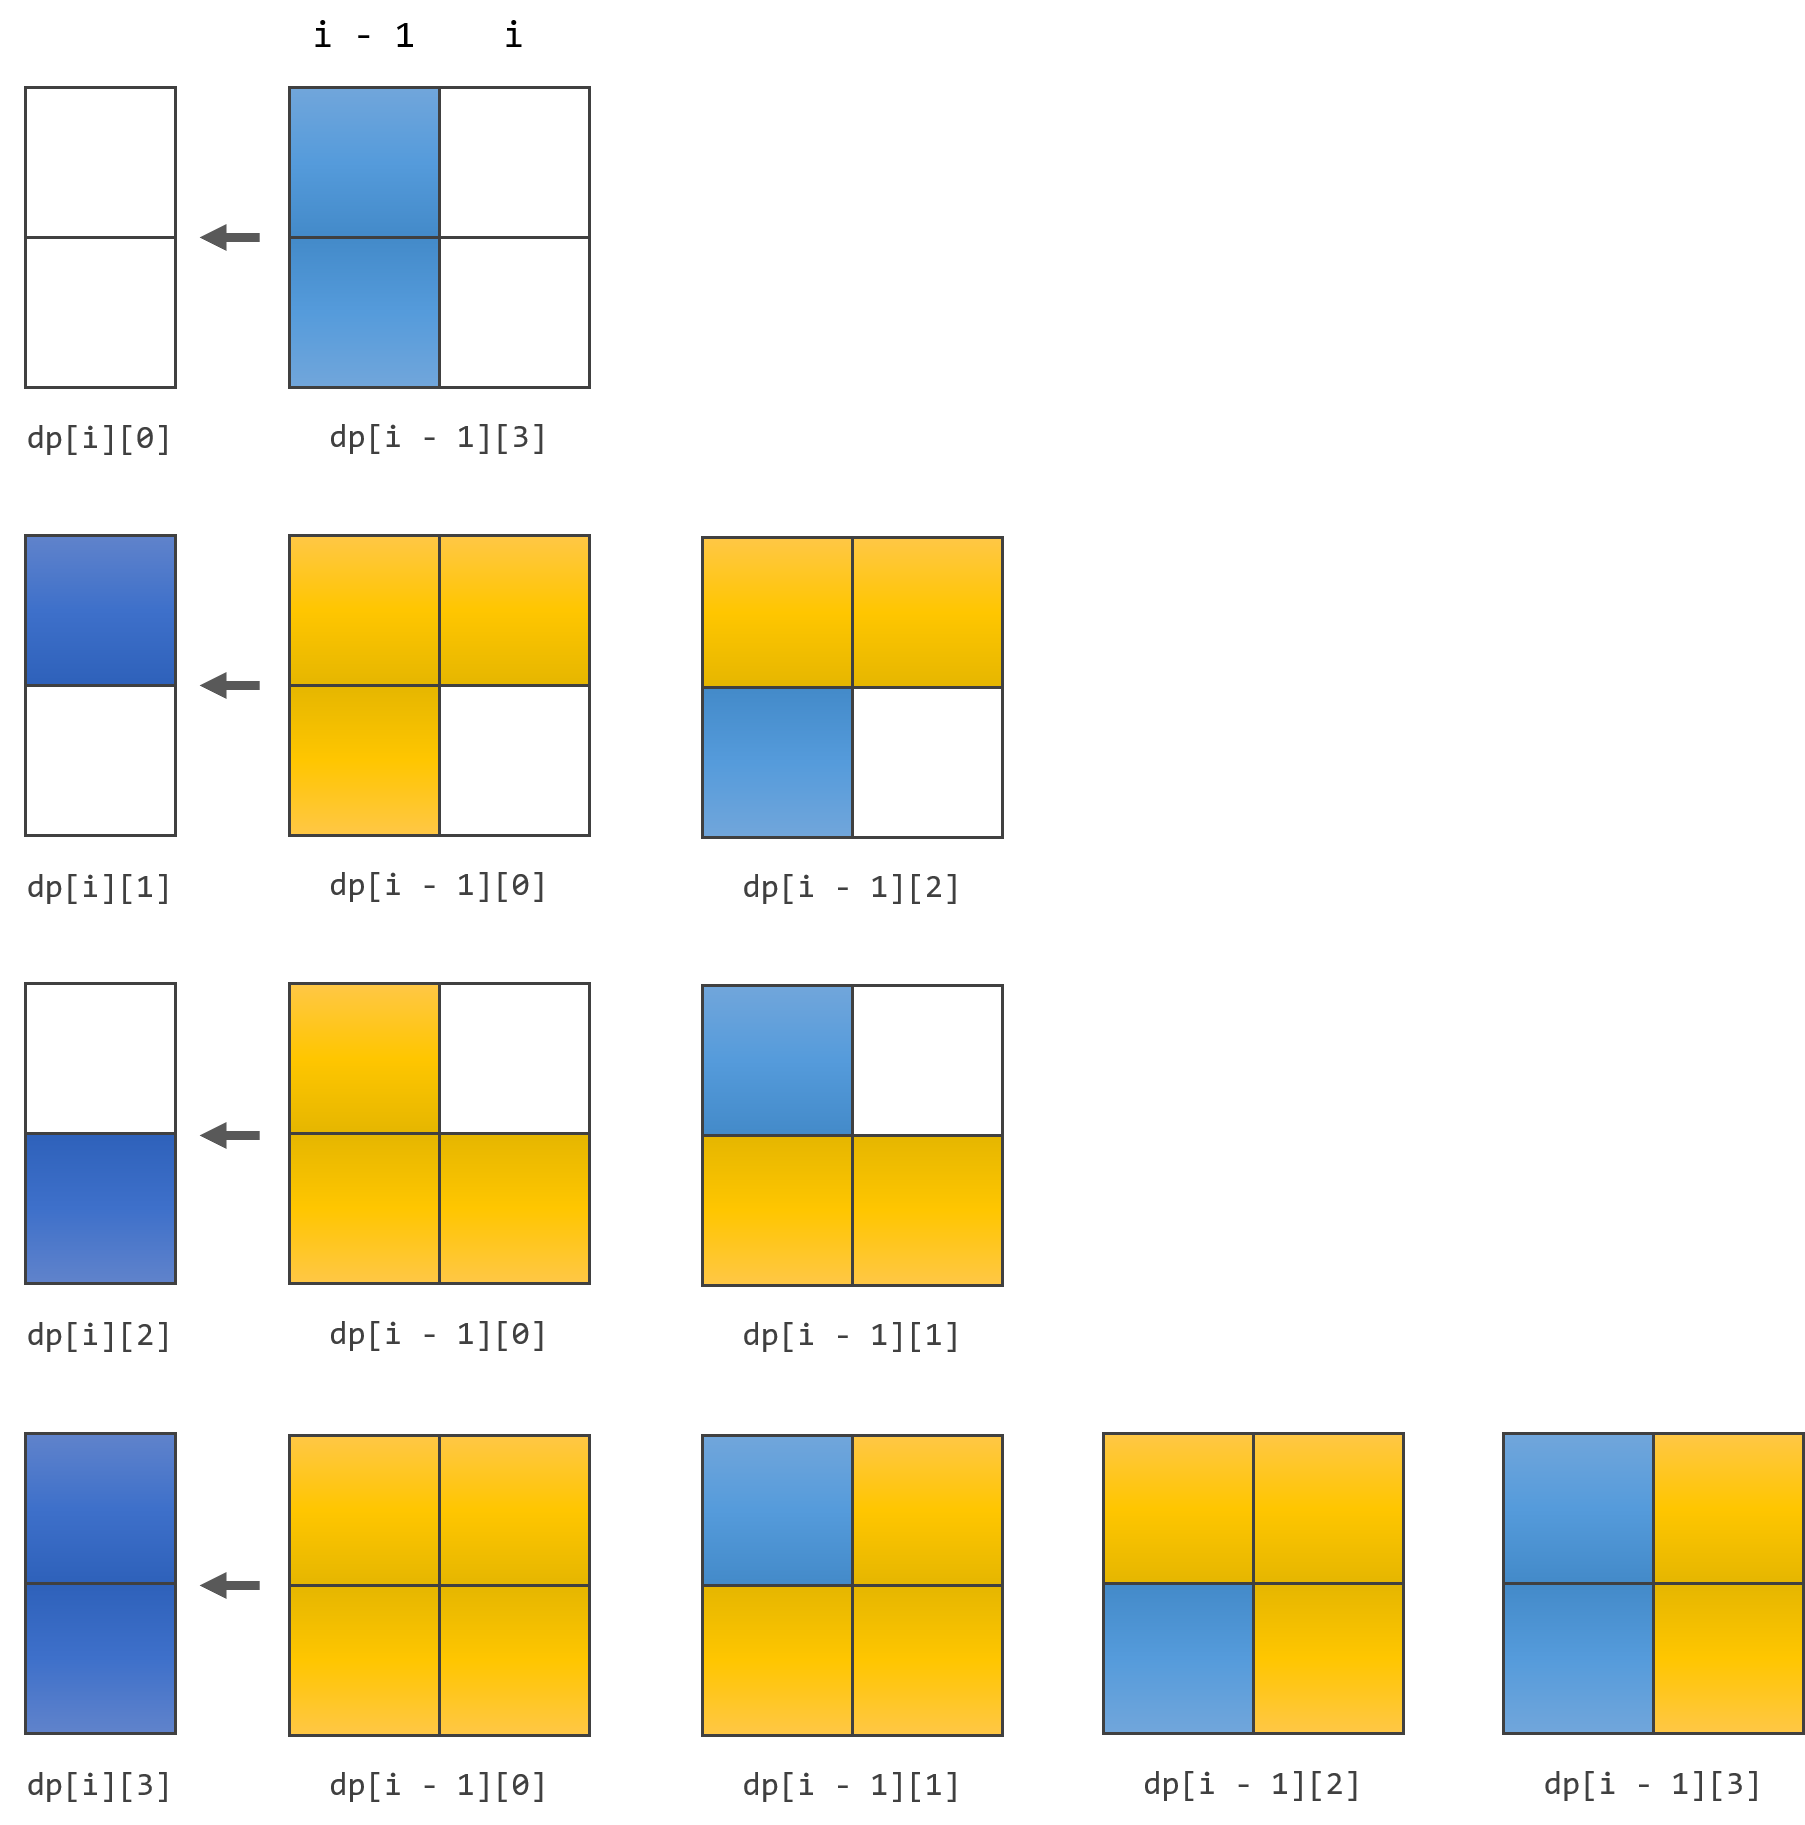 i - 1 i
dp[i][0] dp[i - 1][3]
dp[i][1] dp[i - 1][0] dp[i - 1][2]
dp[i][2] dp[i - 1][0] dp[i - 1][1]
dp[i][3] dp[i - 1][0] dp[i - 1][1] dp[i - 1][2] dp[i - 1][3]